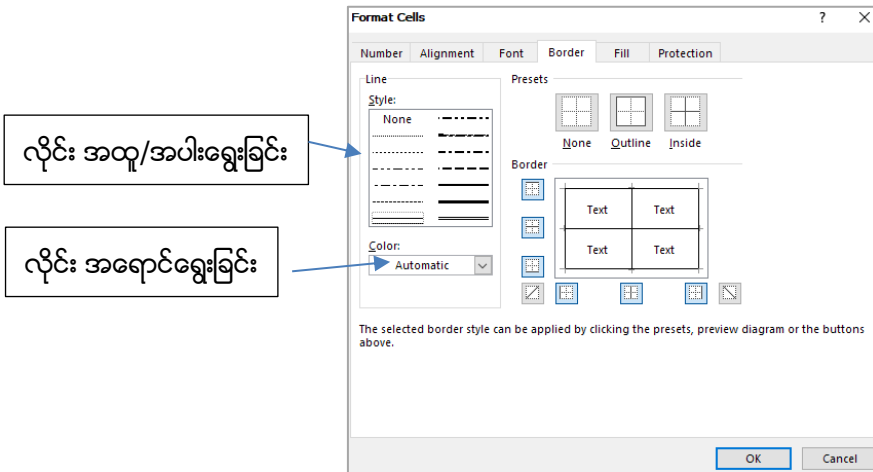 Format Cells
?
X
Number Alignment Font Border Fill Protection
Line
Style:
None
Presets
None Outline Inside
Border
Text Text
Text Text
Color:
Automatic
လိုင်း အထူ/အပါးရွေးခြင်း
လိုင်း အရောင်ရွေးခြင်း
The selected border style can be applied by clicking the presets, preview diagram or the buttons
above.
OK Cancel